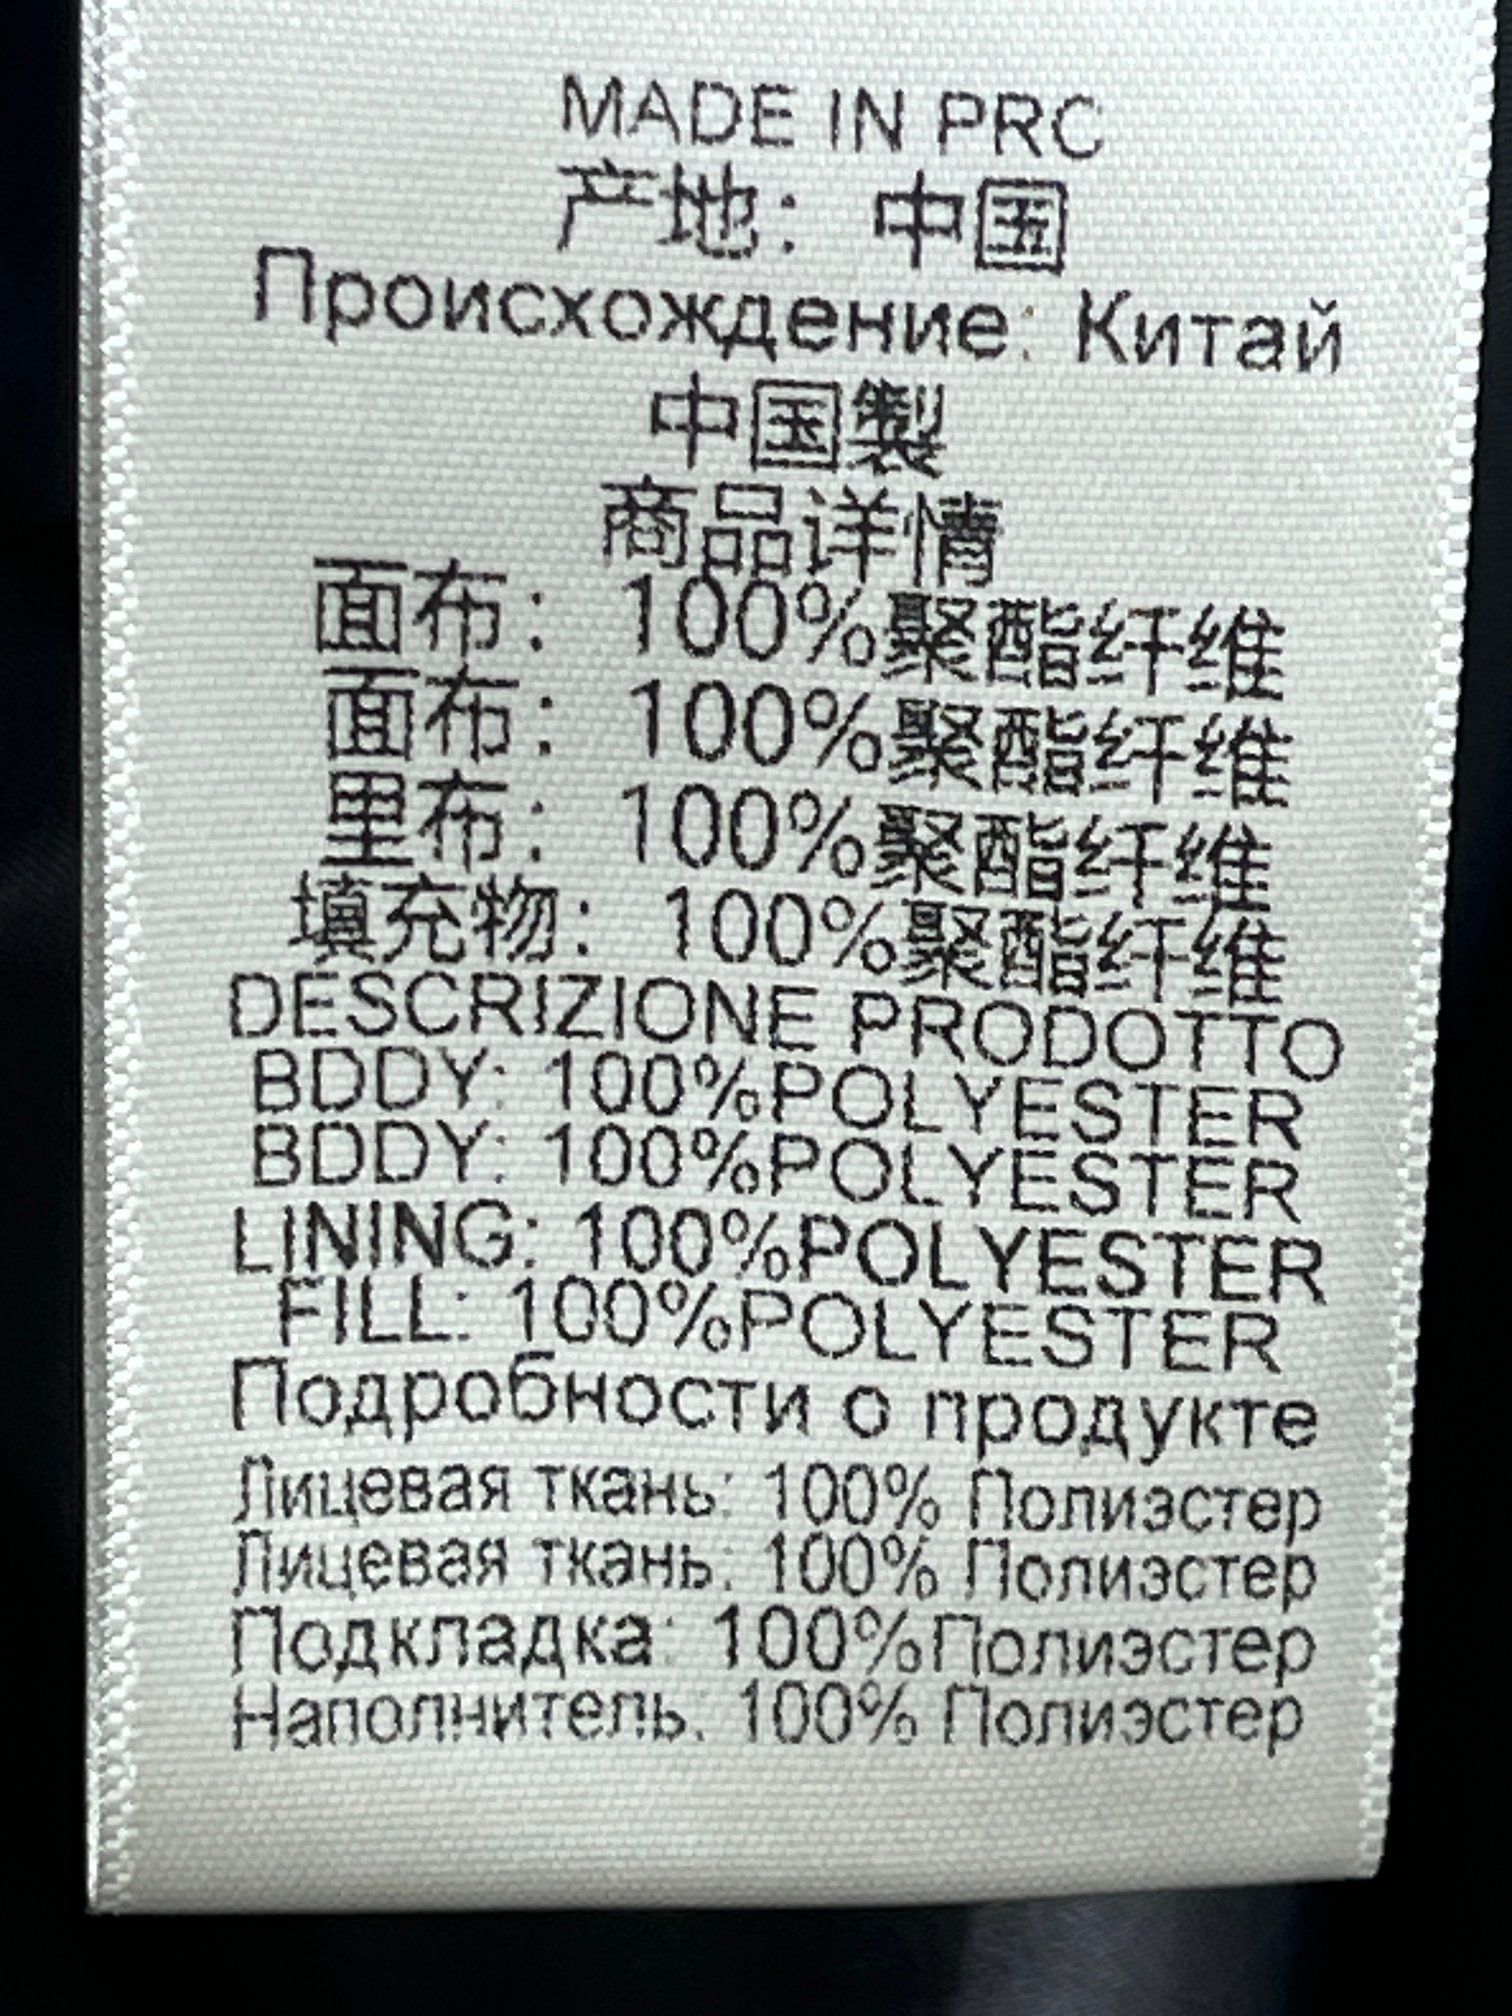 MADE IN PRC
产地：中国
Происхождение: Китай
中国製
商品详情
面布：100%聚酯纤维
面布：100%聚酯纤维
里布：100%聚酯纤维
填充物：100%聚酯纤维
DESCRIZIONE PRODOTTO
BDDY: 100%POLYESTER
BDDY: 100%POLYESTER
LINING: 100%POLYESTER
FILL: 100%POLYESTER
Подробности о продукте
Лицевая ткань: 100% Полиэстер
Лицевая ткань: 100% Полиэстер
Подкладка: 100%Полиэстер
Наполнитель: 100% Полиэстер